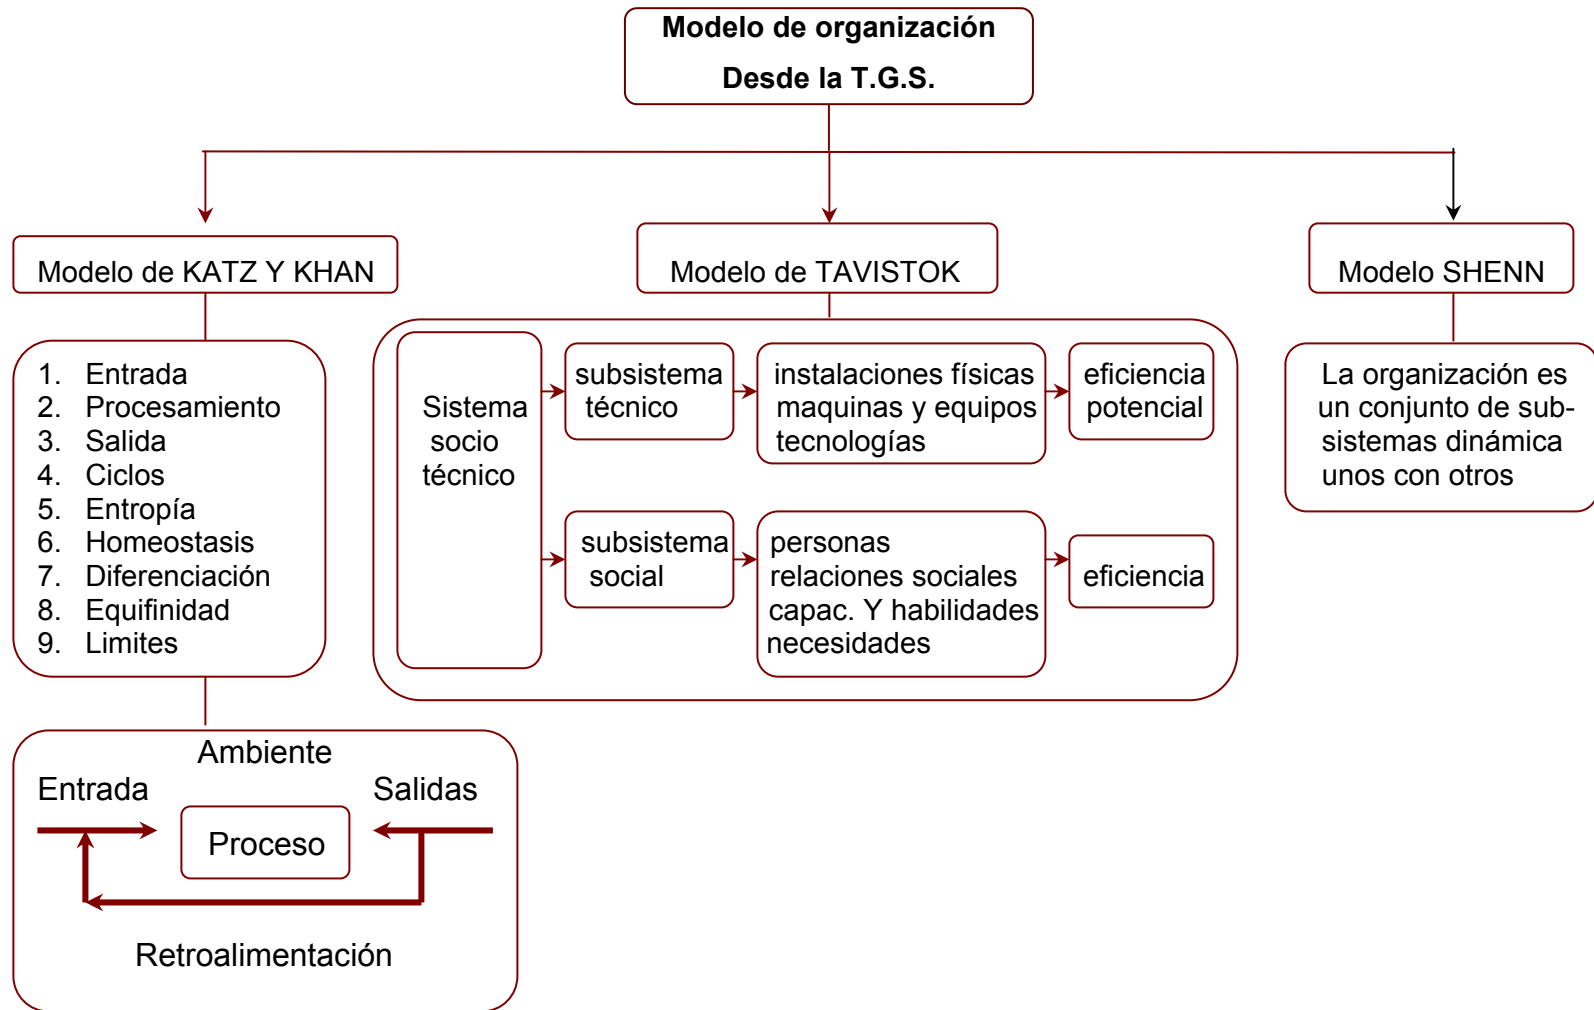 Modelo de organización
Desde la T.G.S.
Modelo de KATZ Y KHAN
Modelo de TAVISTOK
Modelo SHENN
1. Entrada
2. Procesamiento
3. Salida
4. Ciclos
5. Entropía
6. Homeostasis
7. Diferenciación
8. Equifinidad
9. Limites
Ambiente
Entrada
Salidas
Proceso
Retroalimentación
Sistema
socio
técnico
subsistema
técnico
instalaciones físicas
maquinas y equipos
tecnologías
eficiencia
potencial
subsistema
social
personas
relaciones sociales
capac. Y habilidades
necesidades
eficiencia
La organización es
un conjunto de sub-
sistemas dinámica
unos con otros